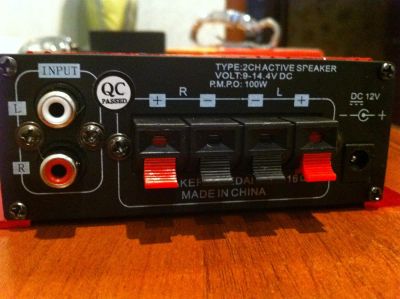 INPUT
L
R
QC
PASSED
TYPE:2CH ACTIVE SPEAKER
VOLT:9-14.4V DC
P.M.P.O: 100W
+ R − − L +
DC 12V
− +
MADE IN CHINA